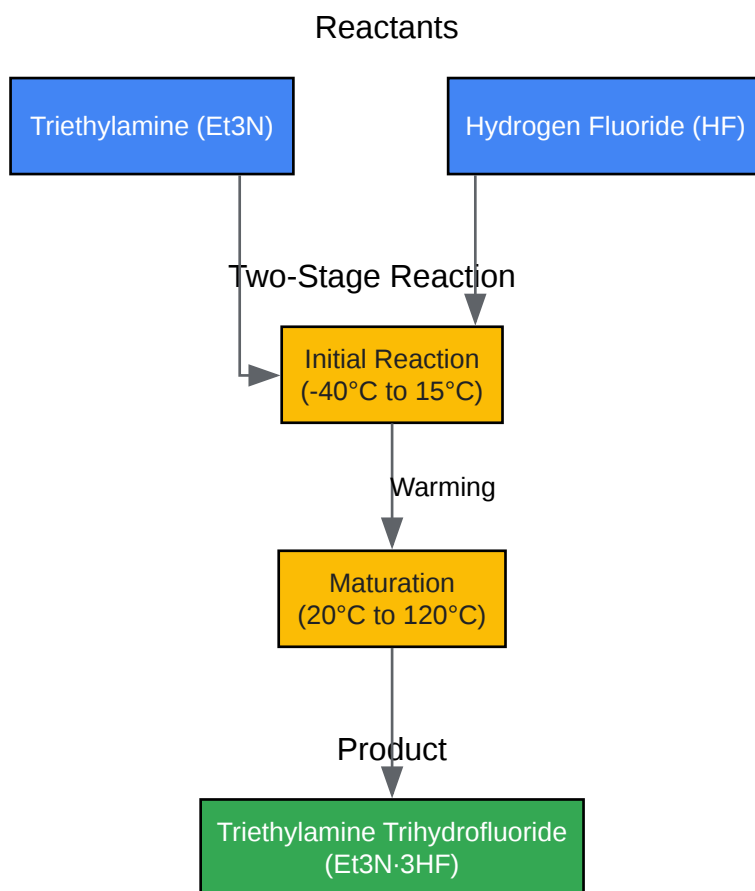 Reactants
Triethylamine (Et3N)
Hydrogen Fluoride (HF)
Two-Stage Reaction
Initial Reaction
(-40°C to 15°C)
Warming
Maturation
(20°C to 120°C)
Product
Triethylamine Trihydrofluoride
(Et3N·3HF)